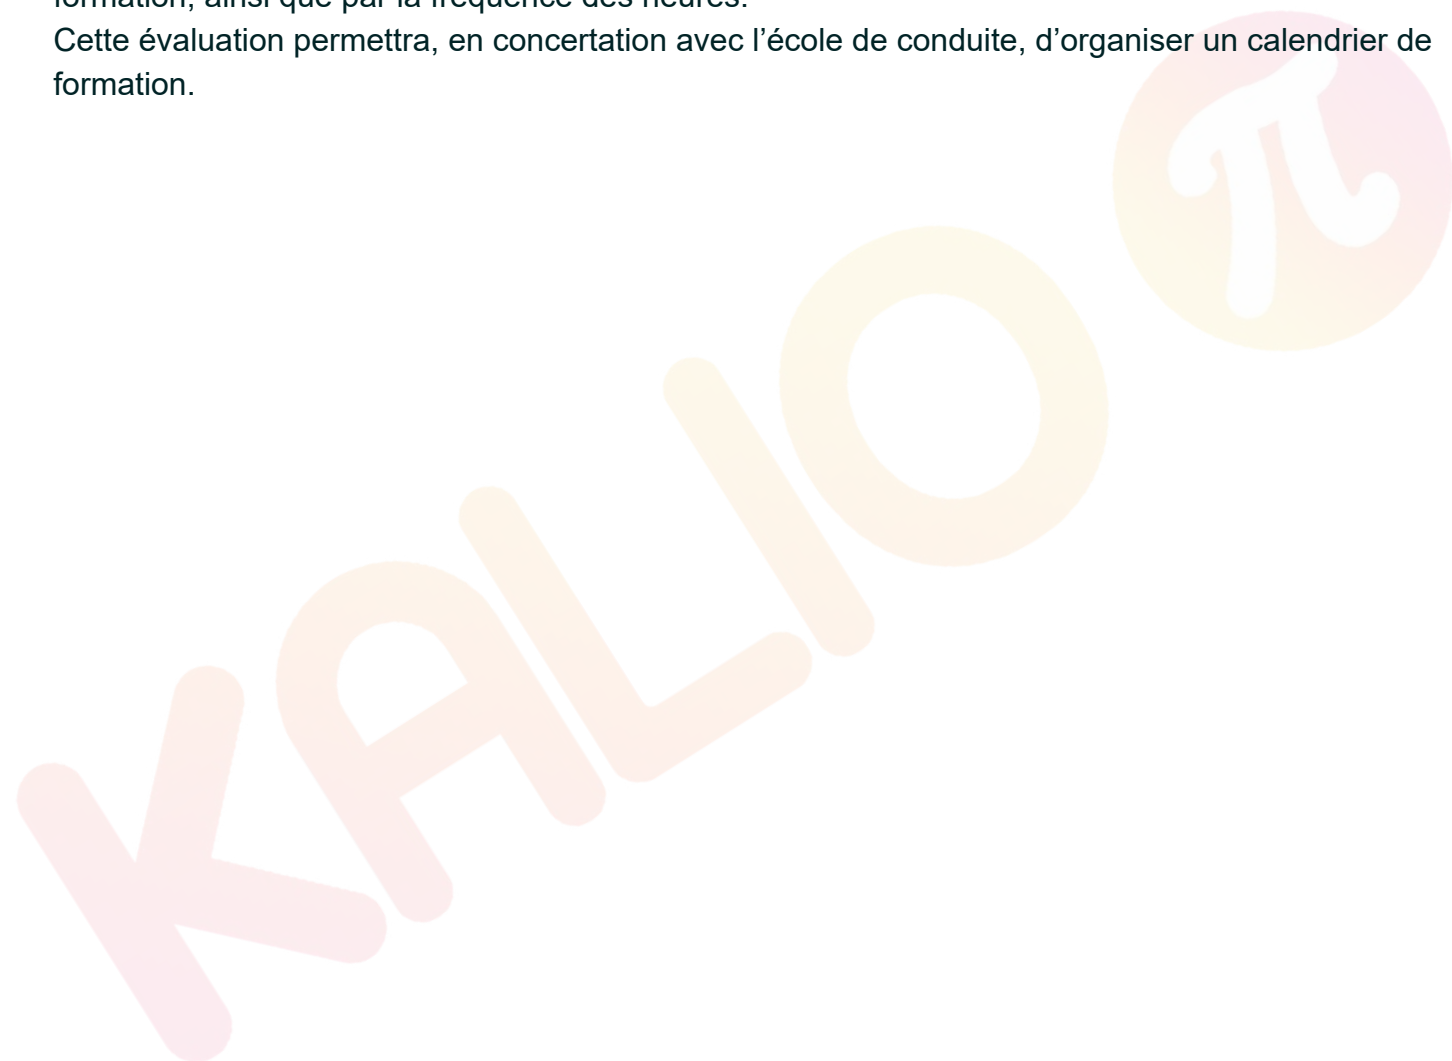 formation, ainsi que par la fréquence des heures.
Cette évaluation permettra, en concertation avec l’école de conduite, d’organiser un calendrier de
formation.
KALIO π